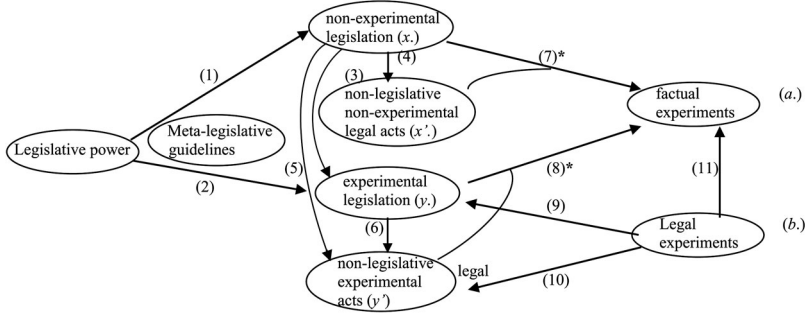 non-experimental
legislation (x.)
(4)
(1)
(7)*
(3)
non-legislative
non-experimental
legal acts (x'.)
factual
experiments
(a.)
Meta-legislative
guidelines
Legislative power
(5)
(8)*
(11)
(2)
experimental
legislation (y.)
(9)
(6)
Legal
experiments
(b.)
non-legislative
experimental
acts (y')
legal
(10)